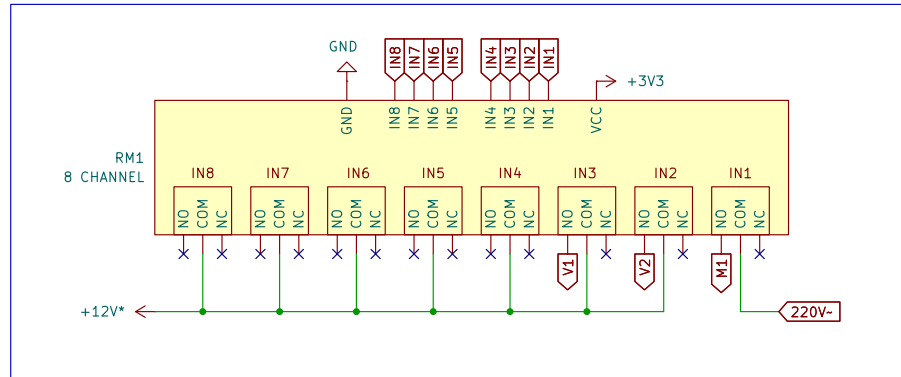 GND
IN8 IN7 IN6 IN5 IN4 IN3 IN2 IN1
+3V3
GND IN8 IN7 IN6 IN5 IN4 IN3 IN2 IN1 VCC
RM1
8 CHANNEL
IN8 IN7 IN6 IN5 IN4 IN3 IN2 IN1
NO COM NC NO COM NC NO COM NC NO COM NC NO COM NC NO COM NC NO COM NC NO COM NC
V1 V2 M1
+12V* 220V~